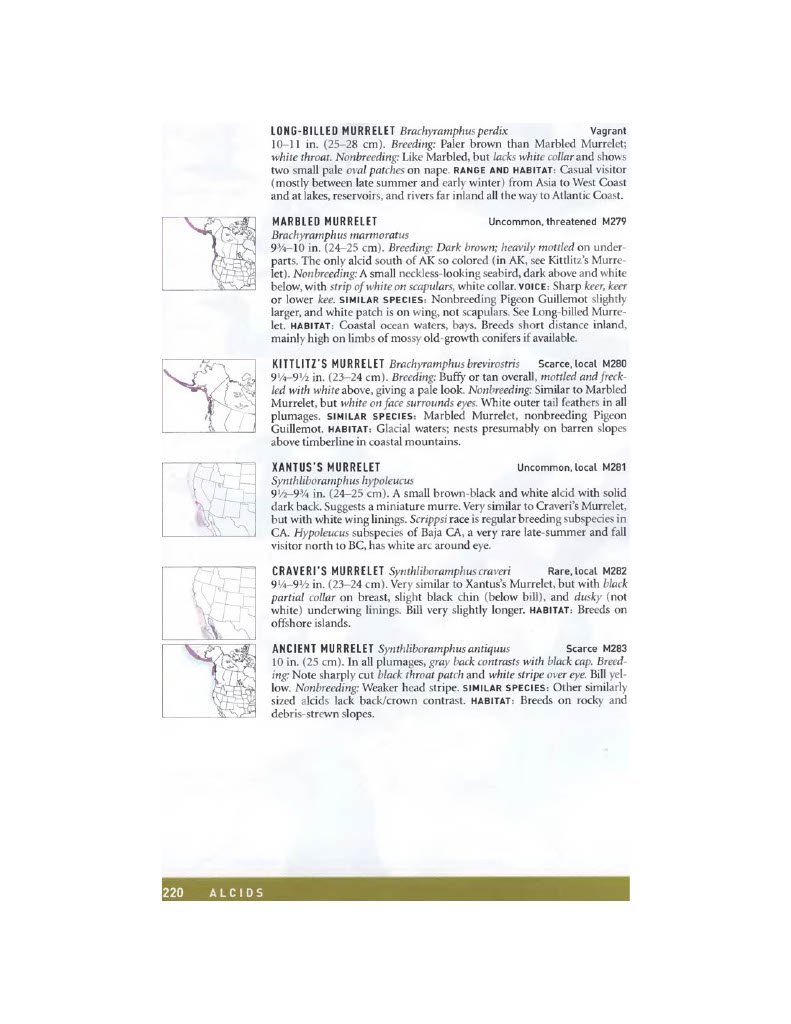 LONG-BILLED MURRELET Brachyramphus perdix Vagrant
10–11 in. (25–28 cm). Breeding: Paler brown than Marbled Murrelet;
white throat. Nonbreeding: Like Marbled, but lacks white collar and shows
two small pale oval patches on nape. RANGE AND HABITAT: Casual visitor
(mostly between late summer and early winter) from Asia to West Coast
and at lakes, reservoirs, and rivers far inland all the way to Atlantic Coast.
MARBLED MURRELET Uncommon, threatened M279
Brachyramphus marmoratus
9¾–10 in. (24–25 cm). Breeding: Dark brown; heavily mottled on under-
parts. The only alcid south of AK so colored (in AK, see Kittlitz's Murre-
let). Nonbreeding: A small neckless-looking seabird, dark above and white
below, with strip of white on scapulars, white collar. VOICE: Sharp keer, keer
or lower kee. SIMILAR SPECIES: Nonbreeding Pigeon Guillemot slightly
larger, and white patch is on wing, not scapulars. See Long-billed Murre-
let. HABITAT: Coastal ocean waters, bays. Breeds short distance inland,
mainly high on limbs of mossy old-growth conifers if available.
KITTLITZ'S MURRELET Brachyramphus brevirostris Scarce, local M280
9¼–9½ in. (23–24 cm). Breeding: Buffy or tan overall, mottled and freck-
led with white above, giving a pale look. Nonbreeding: Similar to Marbled
Murrelet, but white on face surrounds eyes. White outer tail feathers in all
plumages. SIMILAR SPECIES: Marbled Murrelet, nonbreeding Pigeon
Guillemot. HABITAT: Glacial waters; nests presumably on barren slopes
above timberline in coastal mountains.
XANTUS'S MURRELET Uncommon, local M281
Synthliboramphus hypoleucus
9½–9¾ in. (24–25 cm). A small brown-black and white alcid with solid
dark back. Suggests a miniature murre. Very similar to Craveri's Murrelet,
but with white wing linings. Scrippsi race is regular breeding subspecies in
CA. Hypoleucus subspecies of Baja CA, a very rare late-summer and fall
visitor north to BC, has white arc around eye.
CRAVERI'S MURRELET Synthliboramphus craveri Rare, local M282
9¼–9½ in. (23–24 cm). Very similar to Xantus's Murrelet, but with black
partial collar on breast, slight black chin (below bill), and dusky (not
white) underwing linings. Bill very slightly longer. HABITAT: Breeds on
offshore islands.
ANCIENT MURRELET Synthliboramphus antiquus Scarce M283
10 in. (25 cm). In all plumages, gray back contrasts with black cap. Breed-
ing: Note sharply cut black throat patch and white stripe over eye. Bill yel-
low. Nonbreeding: Weaker head stripe. SIMILAR SPECIES: Other similarly
sized alcids lack back/crown contrast. HABITAT: Breeds on rocky and
debris-strewn slopes.
220 ALCIDS